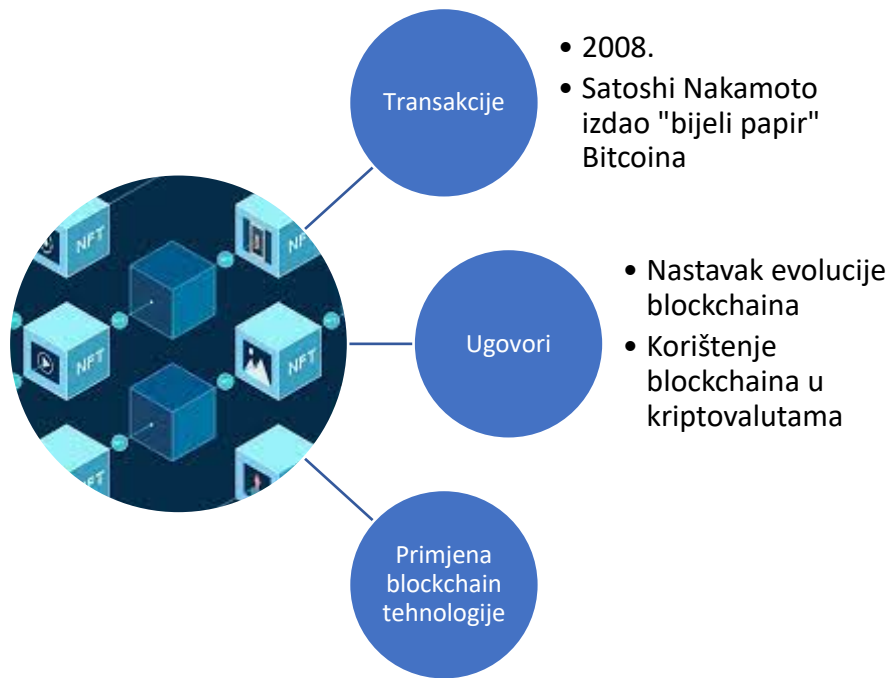 Transakcije
• 2008.
• Satoshi Nakamoto
izdao "bijeli papir"
Bitcoina
NFT
NFT
NFT
NFT
Ugovori
• Nastavak evolucije
blockchaina
• Korištenje
blockchaina u
kriptovalutama
Primjena
blockchain
tehnologije